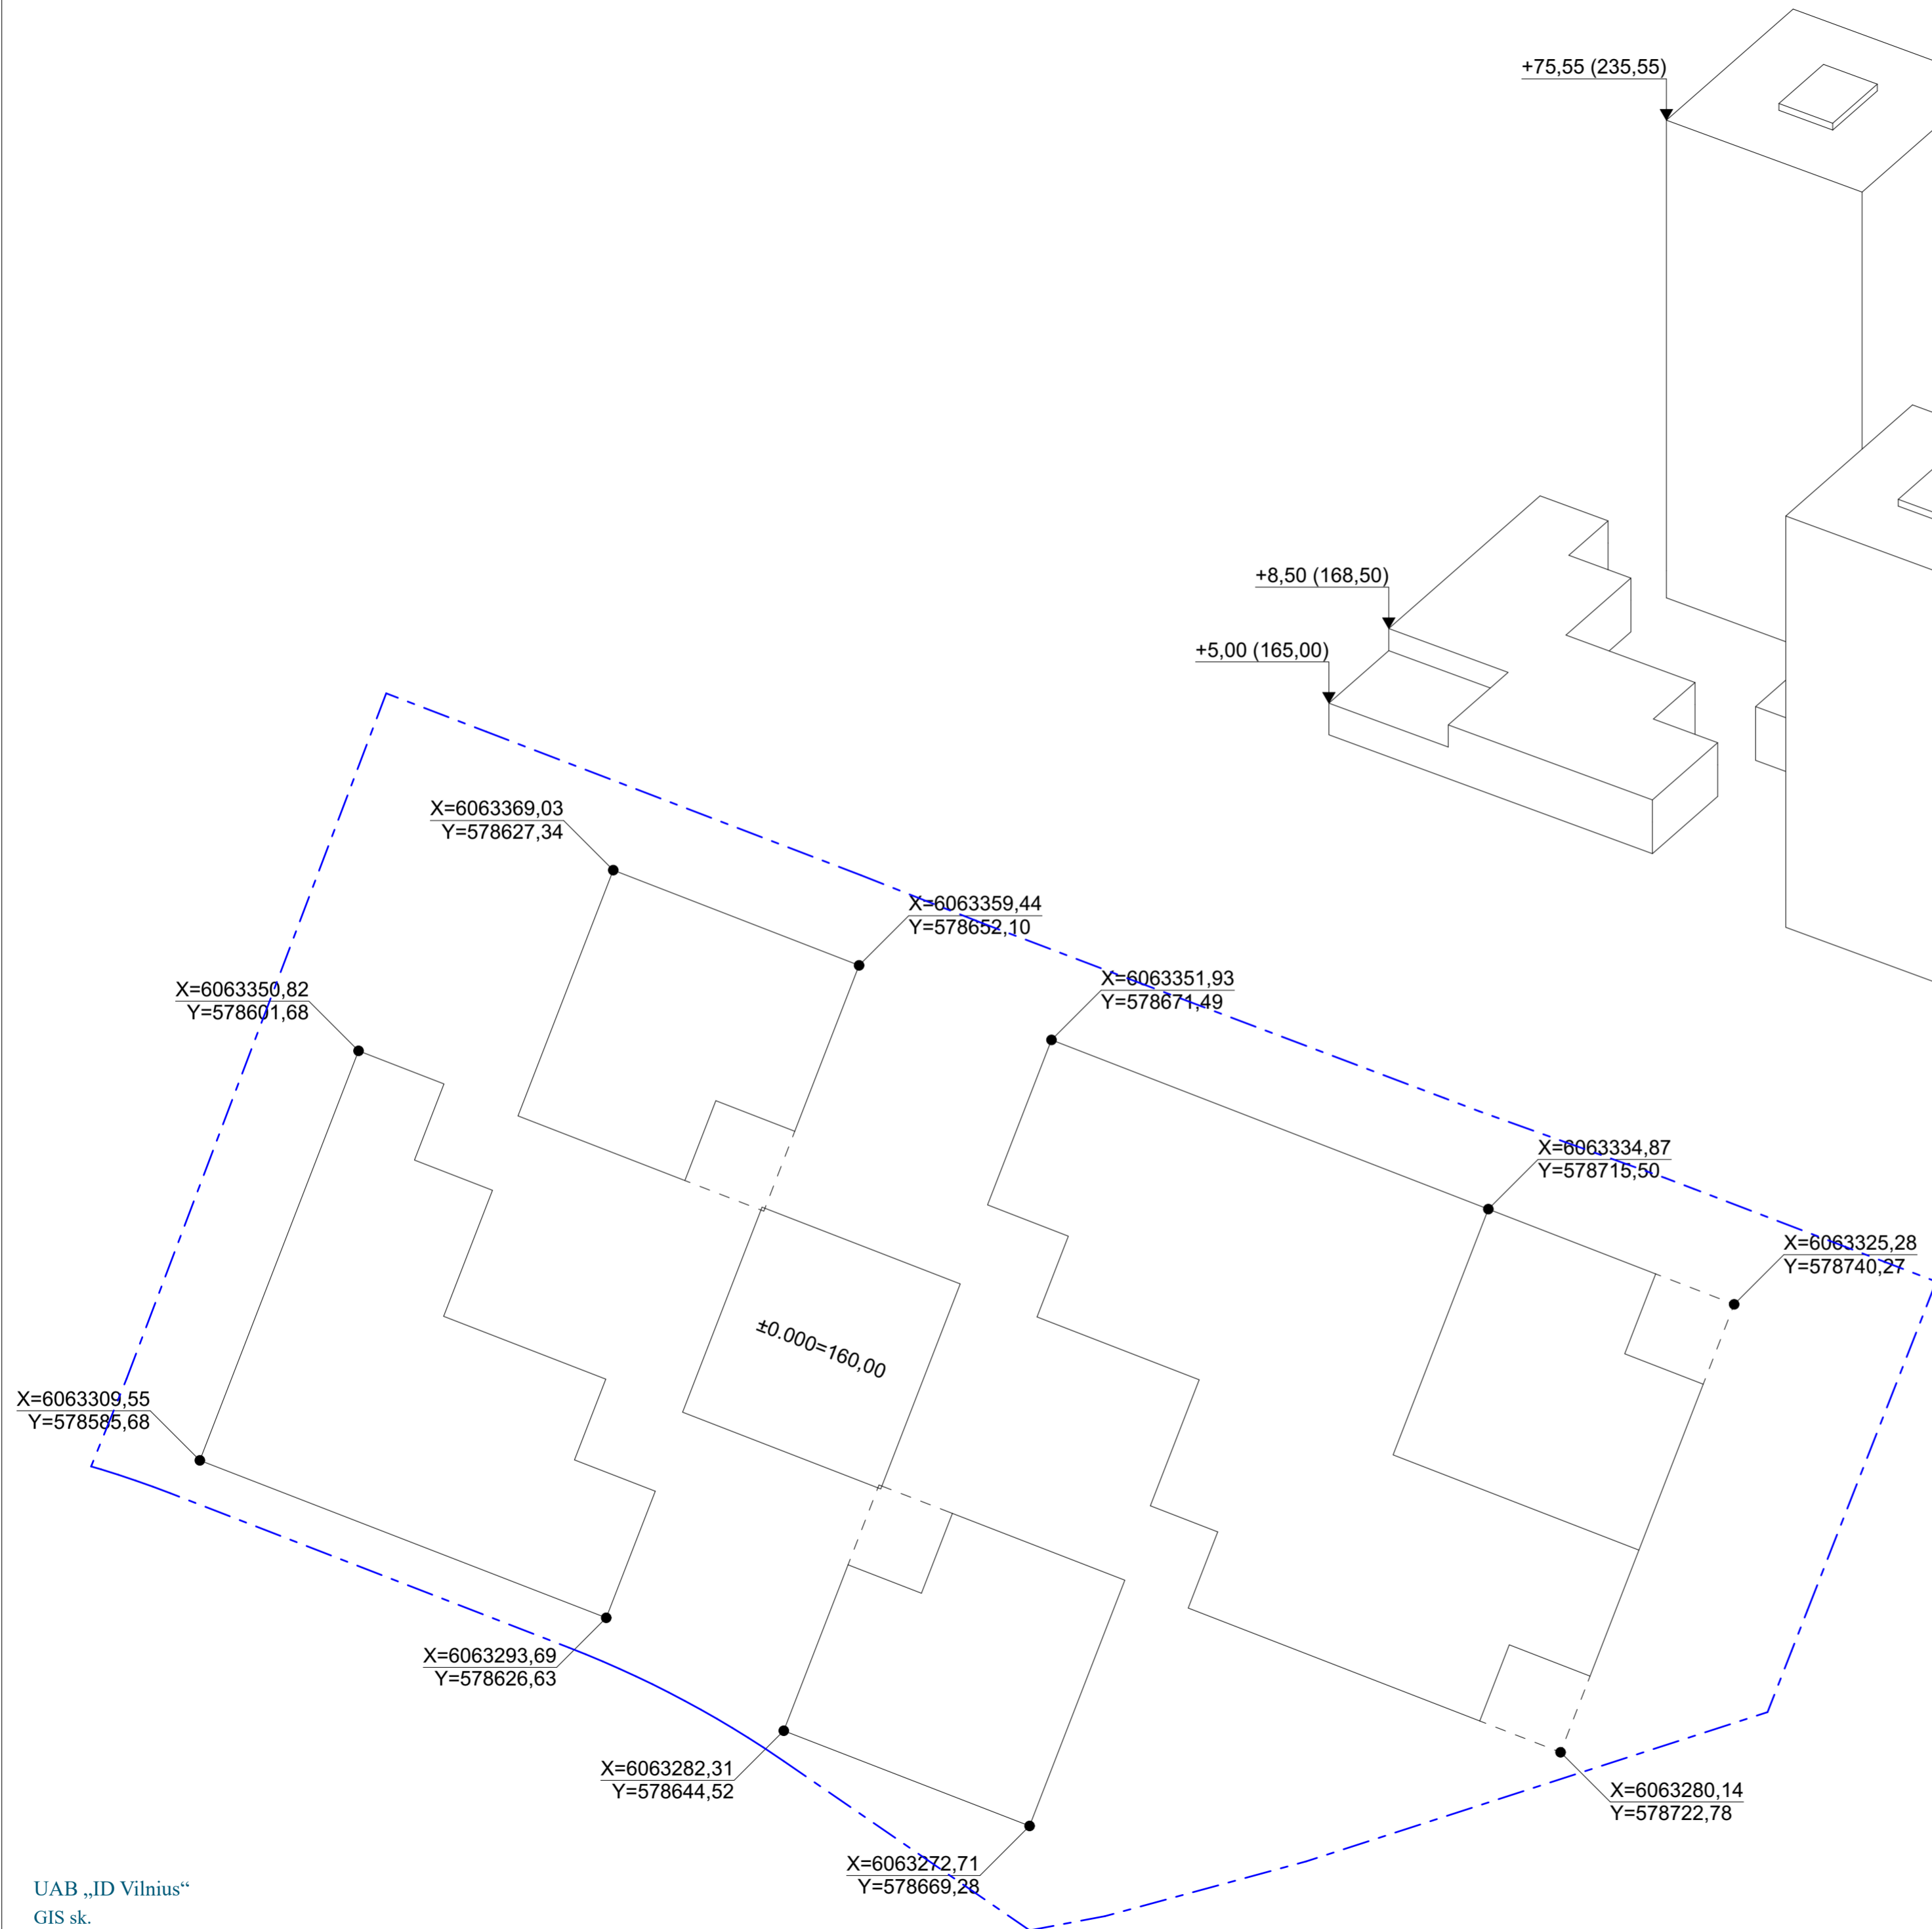 +75,55 (235,55)
+8,50 (168,50)
+5,00 (165,00)
X=6063369,03
Y=578627,34
X=6063359,44
Y=578652,10
X=6063351,93
Y=578671,49
X=6063350,82
Y=578601,68
X=6063334,87
Y=578715,50
X=6063325,28
Y=578740,27
±0.000=160,00
X=6063309,55
Y=578585,68
X=6063293,69
Y=578626,63
X=6063282,31
Y=578644,52
X=6063280,14
Y=578722,78
X=6063272,71
Y=578669,28
UAB „ID Vilnius“
GIS sk.